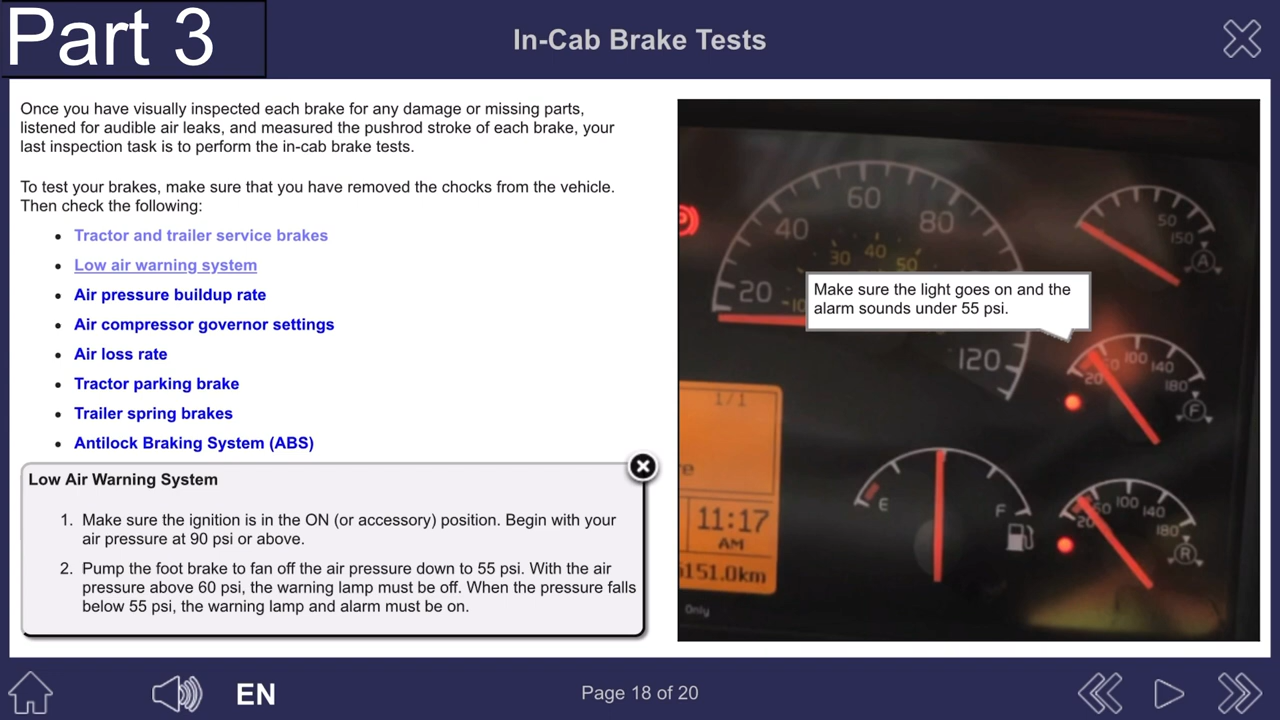 Part 3
In-Cab Brake Tests
Once you have visually inspected each brake for any damage or missing parts,
listened for audible air leaks, and measured the pushrod stroke of each brake, your
last inspection task is to perform the in-cab brake tests.
To test your brakes, make sure that you have removed the chocks from the vehicle.
Then check the following:
• Tractor and trailer service brakes
• Low air warning system
• Air pressure buildup rate
• Air compressor governor settings
• Air loss rate
• Tractor parking brake
• Trailer spring brakes
• Antilock Braking System (ABS)
Low Air Warning System
1. Make sure the ignition is in the ON (or accessory) position. Begin with your
air pressure at 90 psi or above.
2. Pump the foot brake to fan off the air pressure down to 55 psi. With the air
pressure above 60 psi, the warning lamp must be off. When the pressure falls
below 55 psi, the warning lamp and alarm must be on.
60
40
80
30 40 50
20
120
50
150
A
Make sure the light goes on and the
alarm sounds under 55 psi.
20
100
140
180
F
E
F
20
60
100
140
180
R
1/1
11:17
AM
151.0km
Only
EN
Page 18 of 20